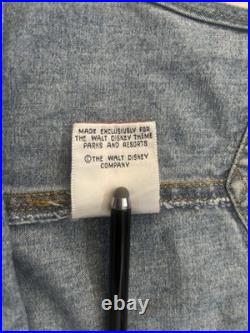 MADE EXCLUSIVELY FOR
THE WALT DISNEY THEME
PARKS AND RESORTS
©THE WALT DISNEY
COMPANY